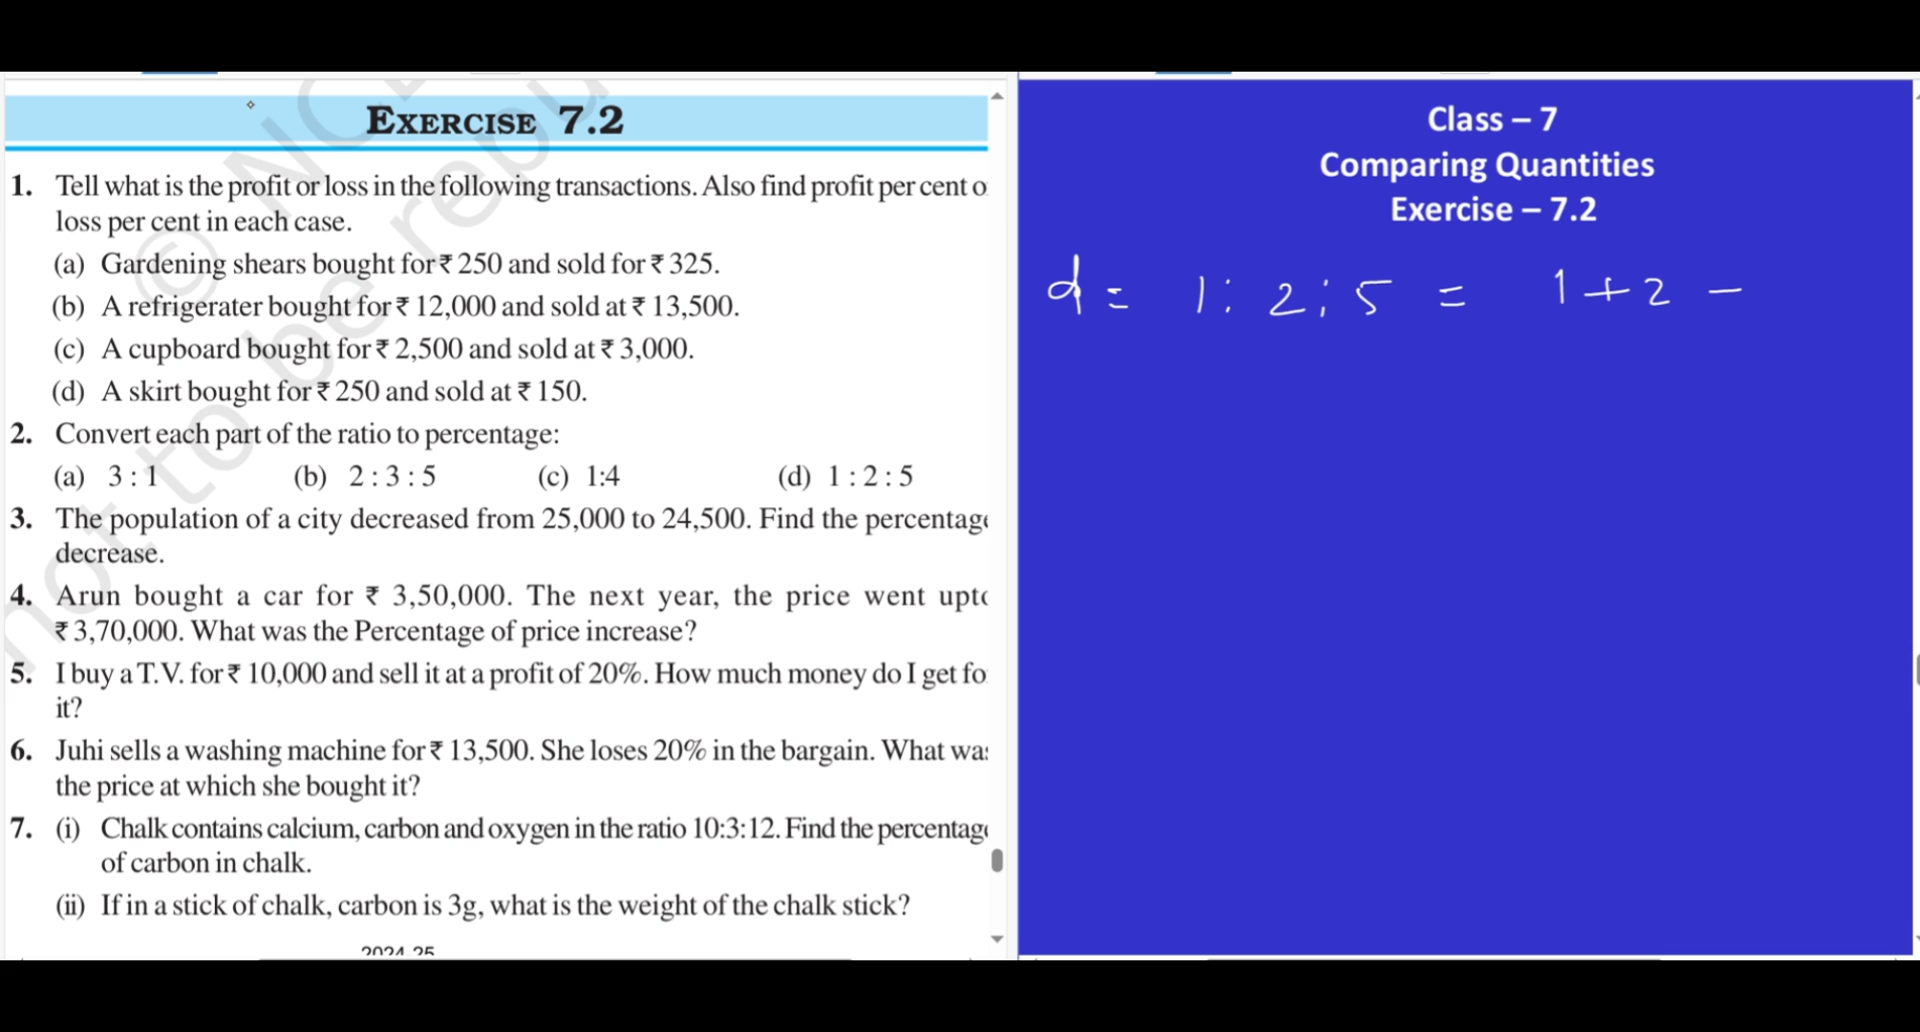 EXERCISE 7.2
1. Tell what is the profit or loss in the following transactions. Also find profit per cent o
loss per cent in each case.
(a) Gardening shears bought for ₹ 250 and sold for ₹ 325.
(b) A refrigerater bought for ₹ 12,000 and sold at ₹ 13,500.
(c) A cupboard bought for ₹ 2,500 and sold at ₹ 3,000.
(d) A skirt bought for ₹ 250 and sold at ₹ 150.
2. Convert each part of the ratio to percentage:
(a) 3 : 1 (b) 2 : 3 : 5 (c) 1:4 (d) 1 : 2 : 5
3. The population of a city decreased from 25,000 to 24,500. Find the percentage
decrease.
4. Arun bought a car for ₹ 3,50,000. The next year, the price went upto
₹ 3,70,000. What was the Percentage of price increase?
5. I buy a T.V. for ₹ 10,000 and sell it at a profit of 20%. How much money do I get fo
it?
6. Juhi sells a washing machine for ₹ 13,500. She loses 20% in the bargain. What was
the price at which she bought it?
7. (i) Chalk contains calcium, carbon and oxygen in the ratio 10:3:12. Find the percentage
of carbon in chalk.
(ii) If in a stick of chalk, carbon is 3g, what is the weight of the chalk stick?
2024-25
© NCE
not to be repu
Class – 7
Comparing Quantities
Exercise – 7.2
d = 1 : 2 ; 5 = 1 + 2 –